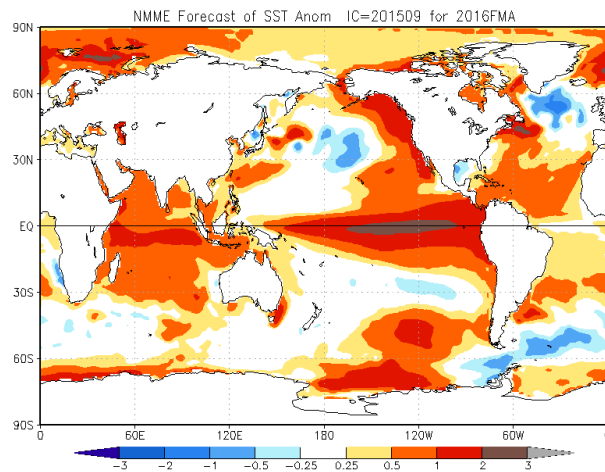 NMME Forecast of SST Anom IC=201509 for 2016FMA
90N
60N
30N
EQ
30S
60S
90S
0 60E 120E 180 120W 60W
-3 -2 -1 -0.5 -0.25 0.25 0.5 1 2 3